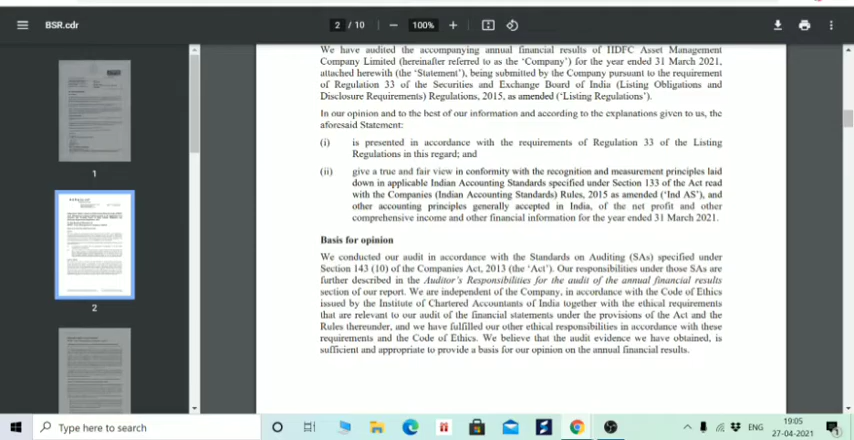 BSR.cdr
2 / 10
100%
We have audited the accompanying annual financial results of HDFC Asset Management
Company Limited (hereinafter referred to as the ‘Company’) for the year ended 31 March 2021,
attached herewith (the ‘Statement’), being submitted by the Company pursuant to the requirement
of Regulation 33 of the Securities and Exchange Board of India (Listing Obligations and
Disclosure Requirements) Regulations, 2015, as amended (‘Listing Regulations’).
In our opinion and to the best of our information and according to the explanations given to us, the
aforesaid Statement:
(i) is presented in accordance with the requirements of Regulation 33 of the Listing
Regulations in this regard; and
(ii) give a true and fair view in conformity with the recognition and measurement principles laid
down in applicable Indian Accounting Standards specified under Section 133 of the Act read
with the Companies (Indian Accounting Standards) Rules, 2015 as amended (‘Ind AS’), and
other accounting principles generally accepted in India, of the net profit and other
comprehensive income and other financial information for the year ended 31 March 2021.
Basis for opinion
We conducted our audit in accordance with the Standards on Auditing (SAs) specified under
Section 143 (10) of the Companies Act, 2013 (the ‘Act’). Our responsibilities under those SAs are
further described in the Auditor’s Responsibilities for the audit of the annual financial results
section of our report. We are independent of the Company, in accordance with the Code of Ethics
issued by the Institute of Chartered Accountants of India together with the ethical requirements
that are relevant to our audit of the financial statements under the provisions of the Act and the
Rules thereunder, and we have fulfilled our other ethical responsibilities in accordance with these
requirements and the Code of Ethics. We believe that the audit evidence we have obtained, is
sufficient and appropriate to provide a basis for our opinion on the annual financial results.
1
2
Type here to search
ENG
19:05
27-04-2021